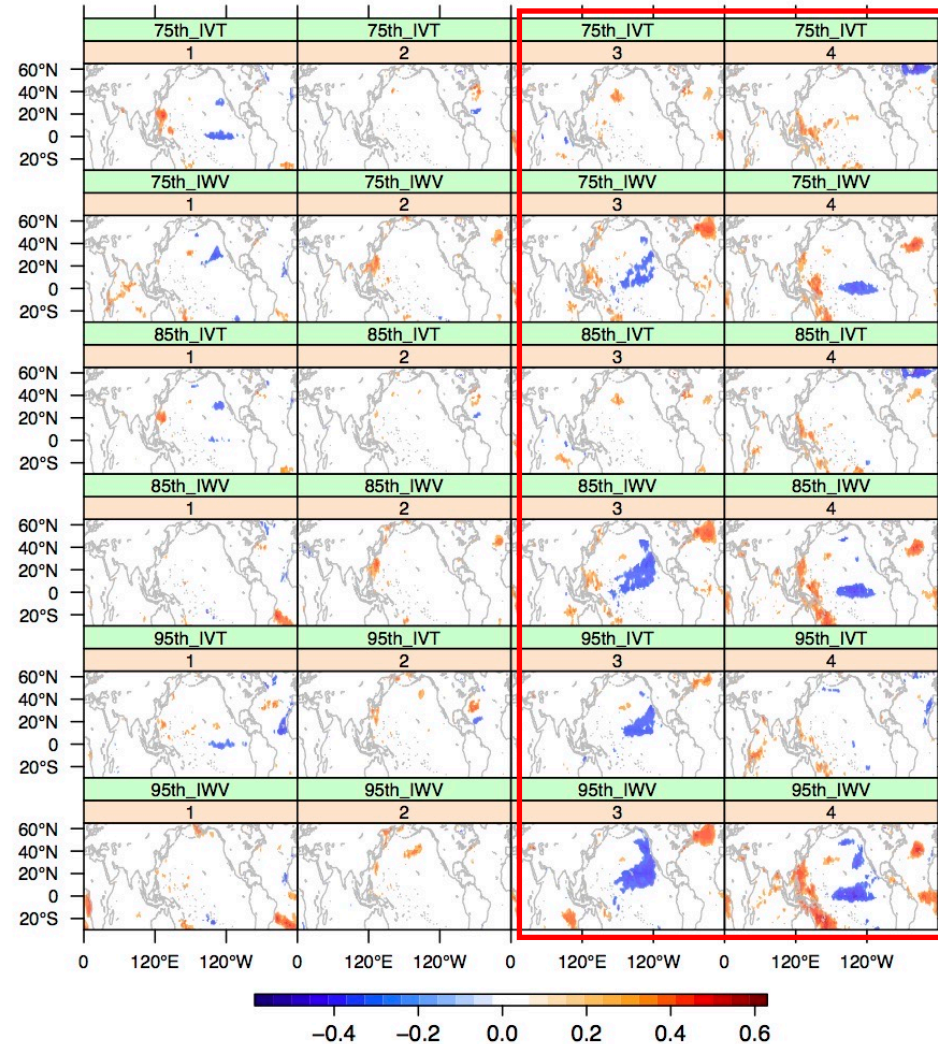 75th_IVT 75th_IVT 75th_IVT 75th_IVT
1 2 3 4
60°N
40°N
20°N
0
20°S
75th_IWV 75th_IWV 75th_IWV 75th_IWV
1 2 3 4
60°N
40°N
20°N
0
20°S
85th_IVT 85th_IVT 85th_IVT 85th_IVT
1 2 3 4
60°N
40°N
20°N
0
20°S
85th_IWV 85th_IWV 85th_IWV 85th_IWV
1 2 3 4
60°N
40°N
20°N
0
20°S
95th_IVT 95th_IVT 95th_IVT 95th_IVT
1 2 3 4
60°N
40°N
20°N
0
20°S
95th_IWV 95th_IWV 95th_IWV 95th_IWV
1 2 3 4
60°N
40°N
20°N
0
20°S
0 120°E 120°W 0 120°E 120°W 0 120°E 120°W 0 120°E 120°W
−0.4 −0.2 0.0 0.2 0.4 0.6